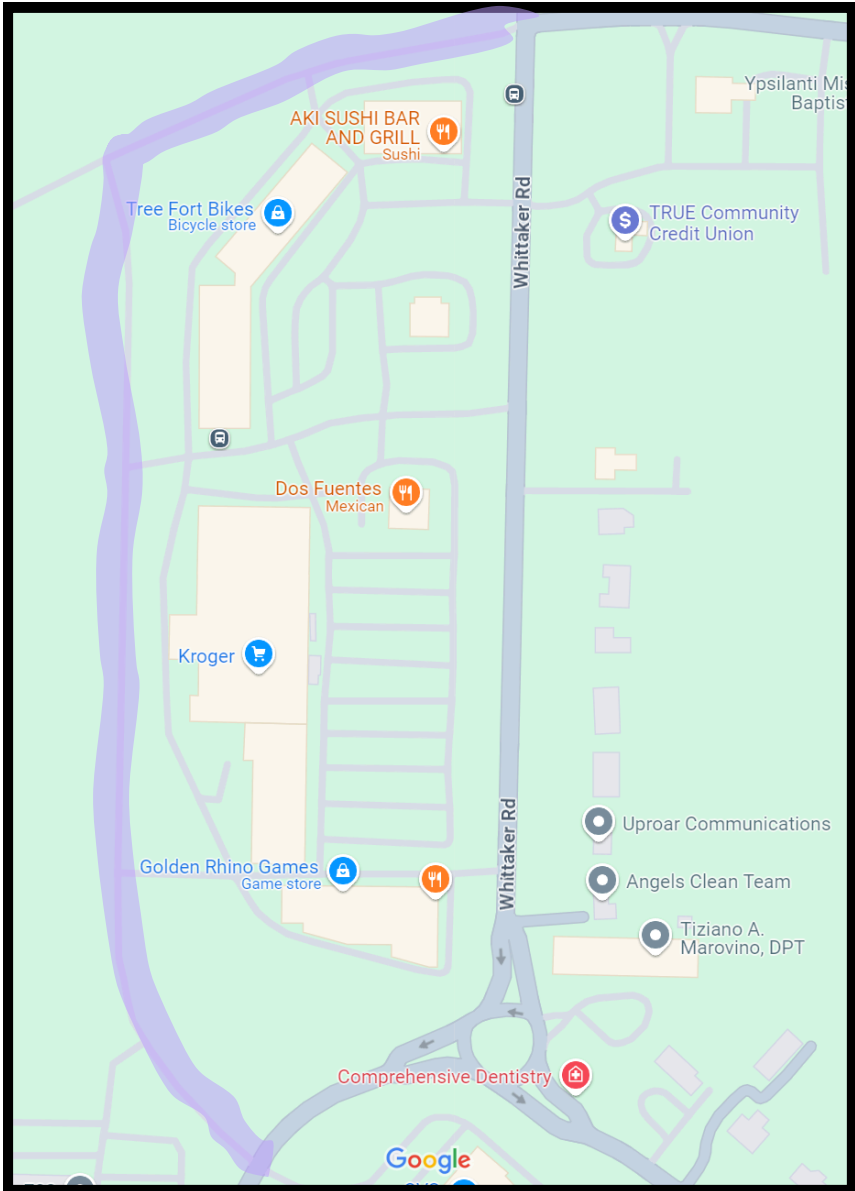 Ypsilanti Mis
Baptist
AKI SUSHI BAR
AND GRILL
Sushi
Tree Fort Bikes
Bicycle store
Whittaker Rd
TRUE Community
Credit Union
Dos Fuentes
Mexican
Kroger
Whittaker Rd
Uproar Communications
Golden Rhino Games
Game store
Angels Clean Team
Tiziano A.
Marovino, DPT
Comprehensive Dentistry
Google